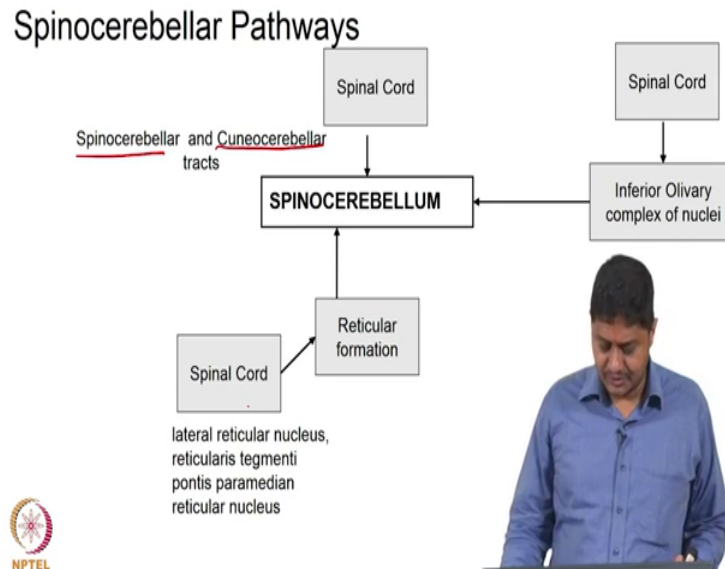 Spinocerebellar Pathways
Spinal Cord
Spinal Cord
Spinocerebellar and Cuneocerebellar
tracts
SPINOCEREBELLUM
Inferior Olivary
complex of nuclei
Reticular
formation
Spinal Cord
lateral reticular nucleus,
reticularis tegmenti
pontis paramedian
reticular nucleus
NPTEL